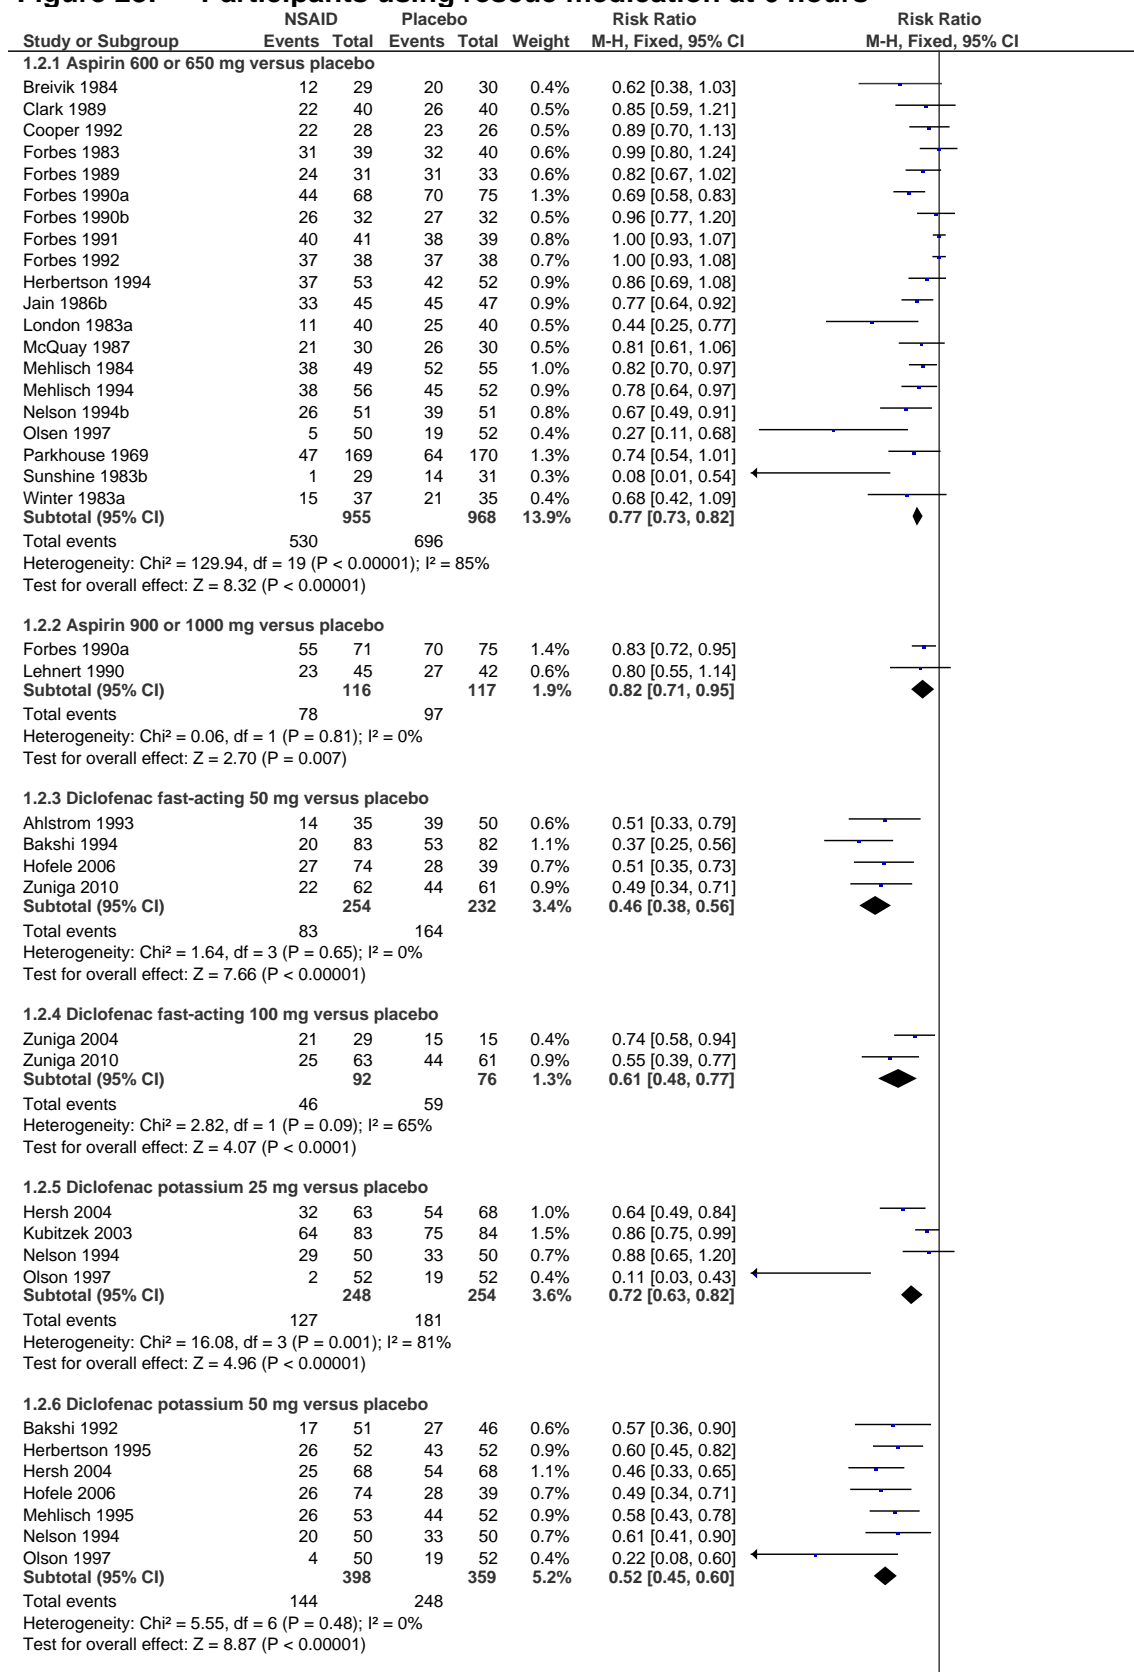 NSAID Placebo Risk Ratio Risk Ratio
Study or Subgroup Events Total Events Total Weight M-H, Fixed, 95% CI M-H, Fixed, 95% CI
1.2.1 Aspirin 600 or 650 mg versus placebo
Breivik 1984 12 29 20 30 0.4% 0.62 [0.38, 1.03]
Clark 1989 22 40 26 40 0.5% 0.85 [0.59, 1.21]
Cooper 1992 22 28 23 26 0.5% 0.89 [0.70, 1.13]
Forbes 1983 31 39 32 40 0.6% 0.99 [0.80, 1.24]
Forbes 1989 24 31 31 33 0.6% 0.82 [0.67, 1.02]
Forbes 1990a 44 68 70 75 1.3% 0.69 [0.58, 0.83]
Forbes 1990b 26 32 27 32 0.5% 0.96 [0.77, 1.20]
Forbes 1991 40 41 38 39 0.8% 1.00 [0.93, 1.07]
Forbes 1992 37 38 37 38 0.7% 1.00 [0.93, 1.08]
Herbertson 1994 37 53 42 52 0.9% 0.86 [0.69, 1.08]
Jain 1986b 33 45 45 47 0.9% 0.77 [0.64, 0.92]
London 1983a 11 40 25 40 0.5% 0.44 [0.25, 0.77]
McQuay 1987 21 30 26 30 0.5% 0.81 [0.61, 1.06]
Mehlisch 1984 38 49 52 55 1.0% 0.82 [0.70, 0.97]
Mehlisch 1994 38 56 45 52 0.9% 0.78 [0.64, 0.97]
Nelson 1994b 26 51 39 51 0.8% 0.67 [0.49, 0.91]
Olsen 1997 5 50 19 52 0.4% 0.27 [0.11, 0.68]
Parkhouse 1969 47 169 64 170 1.3% 0.74 [0.54, 1.01]
Sunshine 1983b 1 29 14 31 0.3% 0.08 [0.01, 0.54]
Winter 1983a 15 37 21 35 0.4% 0.68 [0.42, 1.09]
Subtotal (95% CI) 955 968 13.9% 0.77 [0.73, 0.82]
Total events 530 696
Heterogeneity: Chi² = 129.94, df = 19 (P < 0.00001); I² = 85%
Test for overall effect: Z = 8.32 (P < 0.00001)
1.2.2 Aspirin 900 or 1000 mg versus placebo
Forbes 1990a 55 71 70 75 1.4% 0.83 [0.72, 0.95]
Lehnert 1990 23 45 27 42 0.6% 0.80 [0.55, 1.14]
Subtotal (95% CI) 116 117 1.9% 0.82 [0.71, 0.95]
Total events 78 97
Heterogeneity: Chi² = 0.06, df = 1 (P = 0.81); I² = 0%
Test for overall effect: Z = 2.70 (P = 0.007)
1.2.3 Diclofenac fast-acting 50 mg versus placebo
Ahlstrom 1993 14 35 39 50 0.6% 0.51 [0.33, 0.79]
Bakshi 1994 20 83 53 82 1.1% 0.37 [0.25, 0.56]
Hofele 2006 27 74 28 39 0.7% 0.51 [0.35, 0.73]
Zuniga 2010 22 62 44 61 0.9% 0.49 [0.34, 0.71]
Subtotal (95% CI) 254 232 3.4% 0.46 [0.38, 0.56]
Total events 83 164
Heterogeneity: Chi² = 1.64, df = 3 (P = 0.65); I² = 0%
Test for overall effect: Z = 7.66 (P < 0.00001)
1.2.4 Diclofenac fast-acting 100 mg versus placebo
Zuniga 2004 21 29 15 15 0.4% 0.74 [0.58, 0.94]
Zuniga 2010 25 63 44 61 0.9% 0.55 [0.39, 0.77]
Subtotal (95% CI) 92 76 1.3% 0.61 [0.48, 0.77]
Total events 46 59
Heterogeneity: Chi² = 2.82, df = 1 (P = 0.09); I² = 65%
Test for overall effect: Z = 4.07 (P < 0.0001)
1.2.5 Diclofenac potassium 25 mg versus placebo
Hersh 2004 32 63 54 68 1.0% 0.64 [0.49, 0.84]
Kubitzek 2003 64 83 75 84 1.5% 0.86 [0.75, 0.99]
Nelson 1994 29 50 33 50 0.7% 0.88 [0.65, 1.20]
Olson 1997 2 52 19 52 0.4% 0.11 [0.03, 0.43]
Subtotal (95% CI) 248 254 3.6% 0.72 [0.63, 0.82]
Total events 127 181
Heterogeneity: Chi² = 16.08, df = 3 (P = 0.001); I² = 81%
Test for overall effect: Z = 4.96 (P < 0.00001)
1.2.6 Diclofenac potassium 50 mg versus placebo
Bakshi 1992 17 51 27 46 0.6% 0.57 [0.36, 0.90]
Herbertson 1995 26 52 43 52 0.9% 0.60 [0.45, 0.82]
Hersh 2004 25 68 54 68 1.1% 0.46 [0.33, 0.65]
Hofele 2006 26 74 28 39 0.7% 0.49 [0.34, 0.71]
Mehlisch 1995 26 53 44 52 0.9% 0.58 [0.43, 0.78]
Nelson 1994 20 50 33 50 0.7% 0.61 [0.41, 0.90]
Olson 1997 4 50 19 52 0.4% 0.22 [0.08, 0.60]
Subtotal (95% CI) 398 359 5.2% 0.52 [0.45, 0.60]
Total events 144 248
Heterogeneity: Chi² = 5.55, df = 6 (P = 0.48); I² = 0%
Test for overall effect: Z = 8.87 (P < 0.00001)